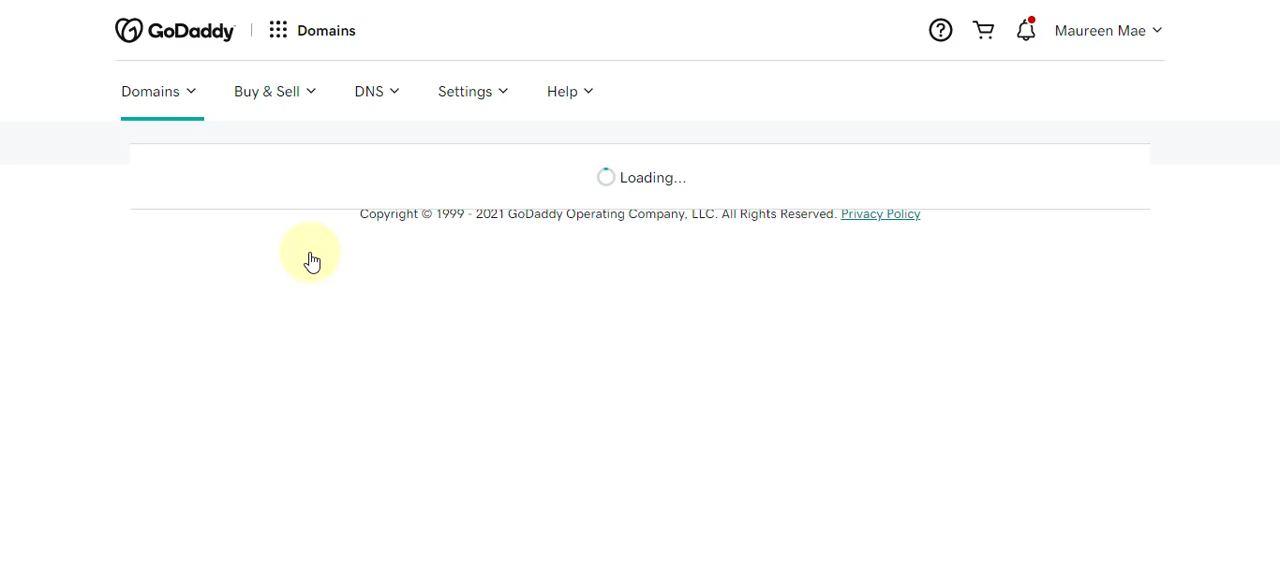 GoDaddy Domains Maureen Mae
Domains Buy & Sell DNS Settings Help
Loading...
Copyright © 1999 - 2021 GoDaddy Operating Company, LLC. All Rights Reserved. Privacy Policy